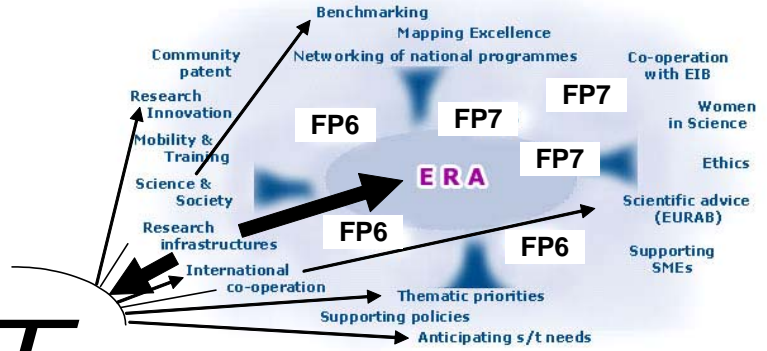 Benchmarking
Mapping Excellence
Networking of national programmes
Community
patent
Co-operation
with EIB
Research
Innovation
FP6
FP7
FP7
Women
in Science
Mobility &
Training
FP7
Ethics
Science &
Society
E R A
Scientific advice
(EURAB)
Research
infrastructures
FP6
FP6
Supporting
SMEs
International
co-operation
Thematic priorities
Supporting policies
Anticipating s/t needs